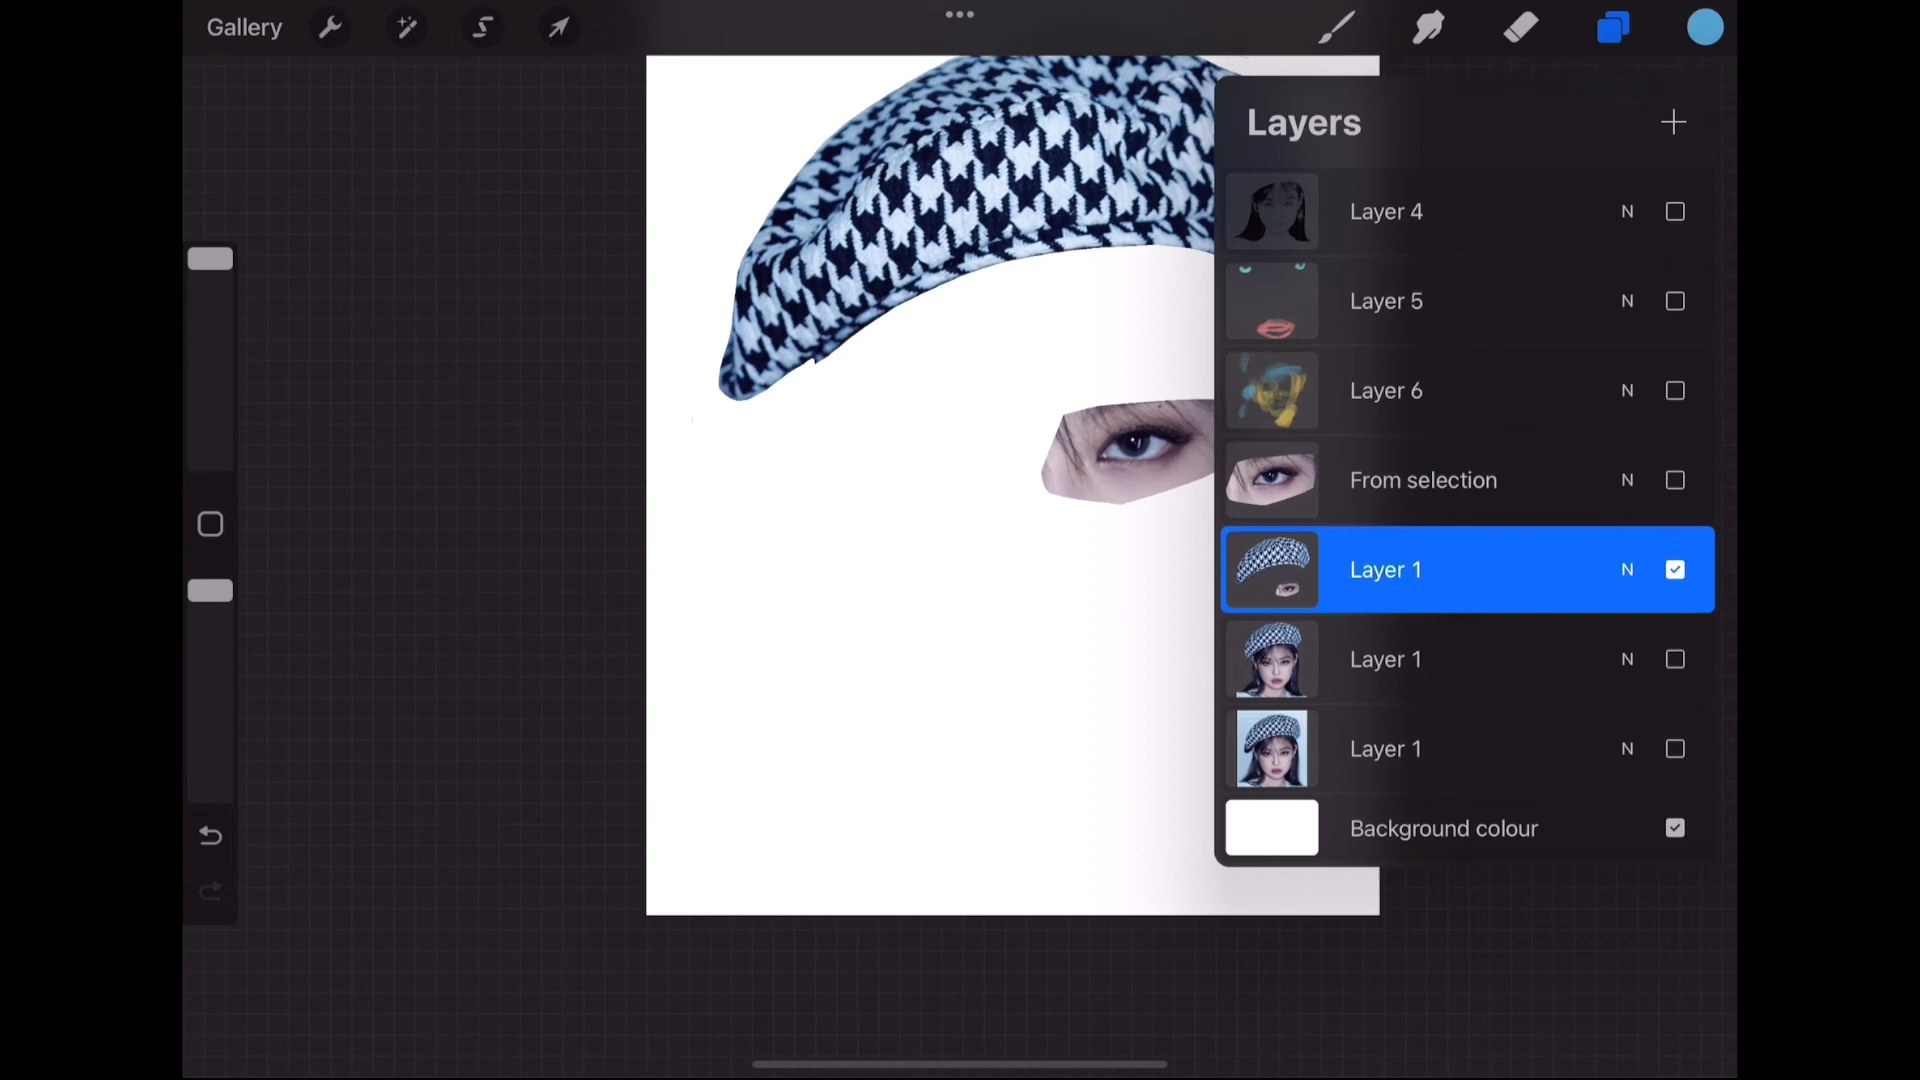 Gallery
Layers
Layer 4 N
Layer 5 N
Layer 6 N
From selection N
Layer 1 N
Layer 1 N
Layer 1 N
Background colour